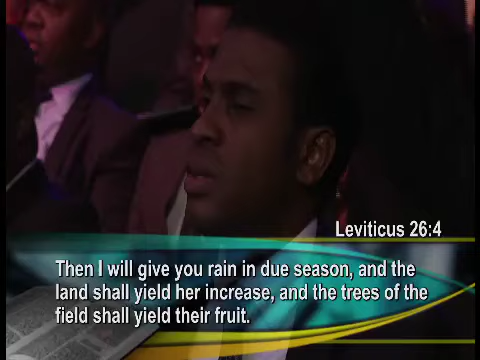 Leviticus 26:4
Then I will give you rain in due season, and the
land shall yield her increase, and the trees of the
field shall yield their fruit.